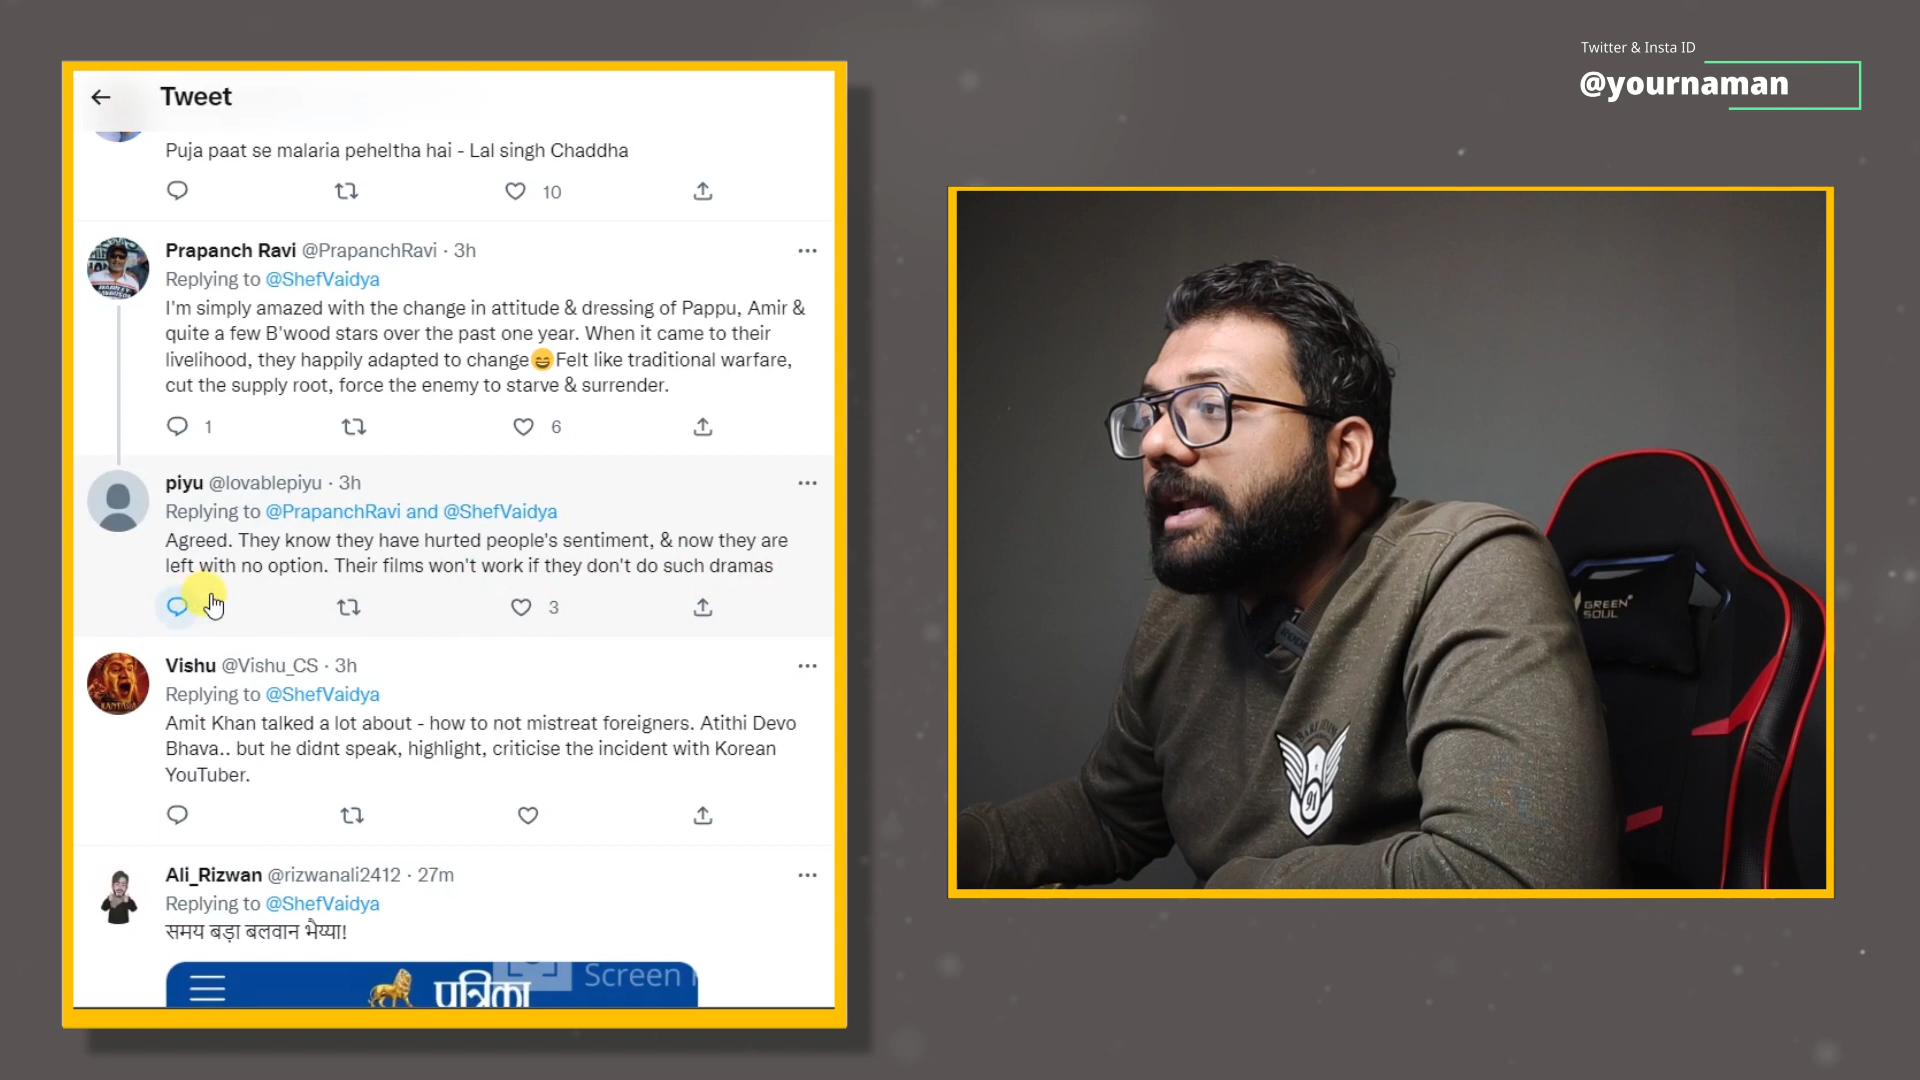 Twitter & Insta ID
@yournaman
Tweet
Puja paat se malaria peheltha hai - Lal singh Chaddha
10
Prapanch Ravi @PrapanchRavi · 3h
Replying to @ShefVaidya
I'm simply amazed with the change in attitude & dressing of Pappu, Amir &
quite a few B'wood stars over the past one year. When it came to their
livelihood, they happily adapted to change😄Felt like traditional warfare,
cut the supply root, force the enemy to starve & surrender.
1 6
piyu @lovablepiyu · 3h
Replying to @PrapanchRavi and @ShefVaidya
Agreed. They know they have hurted people's sentiment, & now they are
left with no option. Their films won't work if they don't do such dramas
3
Vishu @Vishu_CS · 3h
Replying to @ShefVaidya
Amit Khan talked a lot about - how to not mistreat foreigners. Atithi Devo
Bhava.. but he didnt speak, highlight, criticise the incident with Korean
YouTuber.
Ali_Rizwan @rizwanali2412 · 27m
Replying to @ShefVaidya
समय बड़ा बलवान भैय्या!
पत्रिका
Screen
GREEN
SOUL
91